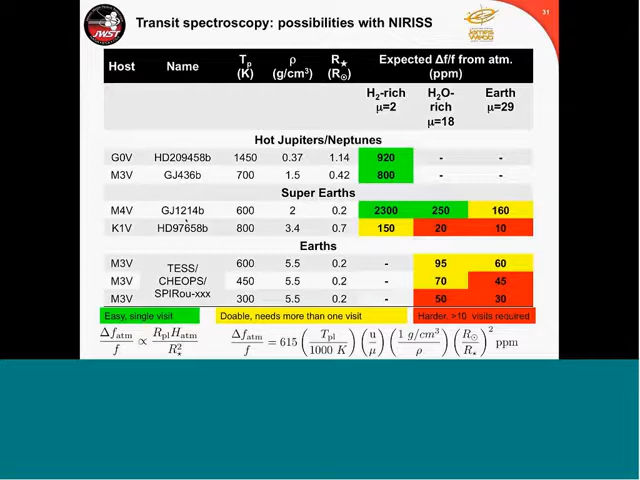 JWST
Transit spectroscopy: possibilities with NIRISS
31
Host Name Tp (K) ρ (g/cm³) R★ (R⊙) Expected Δf/f from atm. (ppm)
H₂-rich μ=2 H₂O-rich μ=18 Earth μ=29
Hot Jupiters/Neptunes
G0V HD209458b 1450 0.37 1.14 920 - -
M3V GJ436b 700 1.5 0.42 800 - -
Super Earths
M4V GJ1214b 600 2 0.2 2300 250 160
K1V HD97658b 800 3.4 0.7 150 20 10
Earths
M3V TESS/ 600 5.5 0.2 - 95 60
M3V CHEOPS/ 450 5.5 0.2 - 70 45
M3V SPIRou-xxx 300 5.5 0.2 - 50 30
Easy, single visit Doable, needs more than one visit Harder, >10 visits required
Δf_atm/f ∝ R_pl H_atm/R⋆² Δf_atm/f = 615 (T_pl/1000 K) (u/μ) (1 g/cm³/ρ) (R⊙/R⋆)² ppm